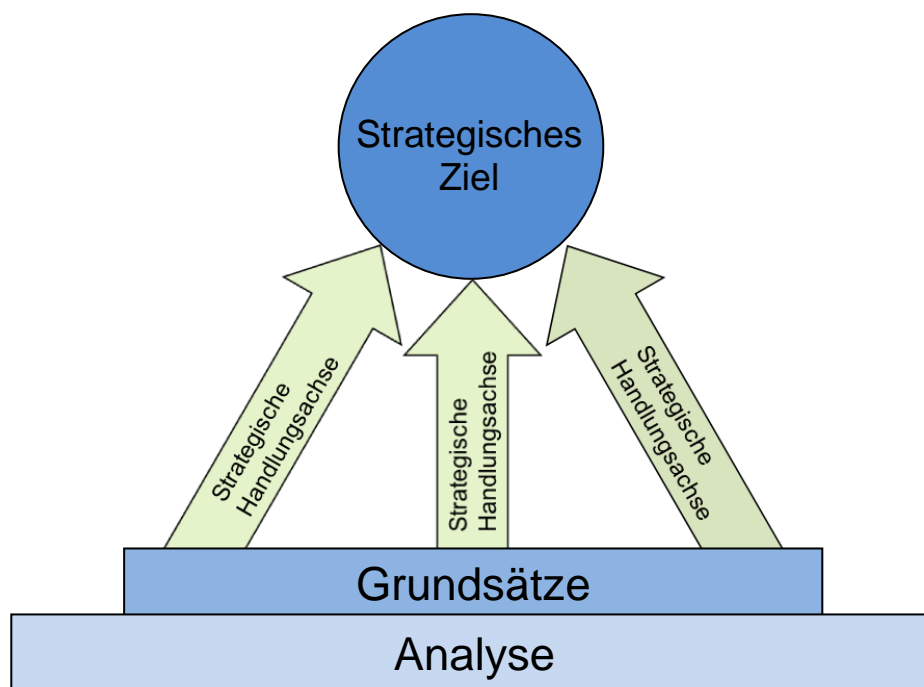 Strategisches
Ziel
Strategische
Handlungsachse
Strategische
Handlungsachse
Strategische
Handlungsachse
Grundsätze
Analyse